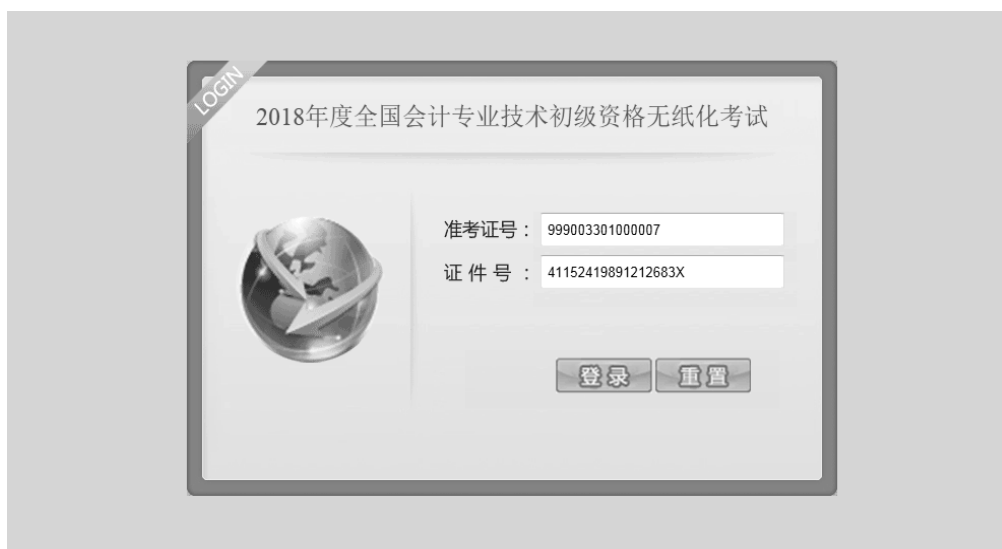 LOGIN
2018年度全国会计专业技术初级资格无纸化考试
准考证号： 999003301000007
证 件 号 ： 41152419891212683X
登录 重置